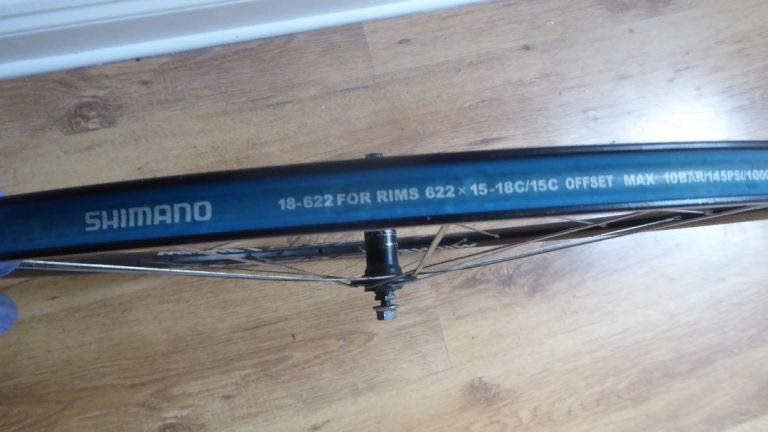 SHIMANO 18-622 FOR RIMS 622 × 15-18C/15C OFFSET MAX 10BAR/145PSI/1000